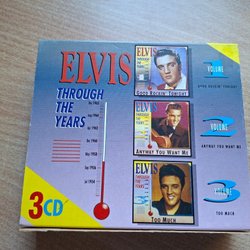 ELVIS
THROUGH
THE
YEARS
3CD
ELVIS
GOOD ROCKIN' TONIGHT
VOLUME
GOOD ROCKIN' TONIGHT
ELVIS
ANYWAY YOU WANT ME
VOLUME
ANYWAY YOU WANT ME
ELVIS
TOO MUCH
VOLUME
TOO MUCH